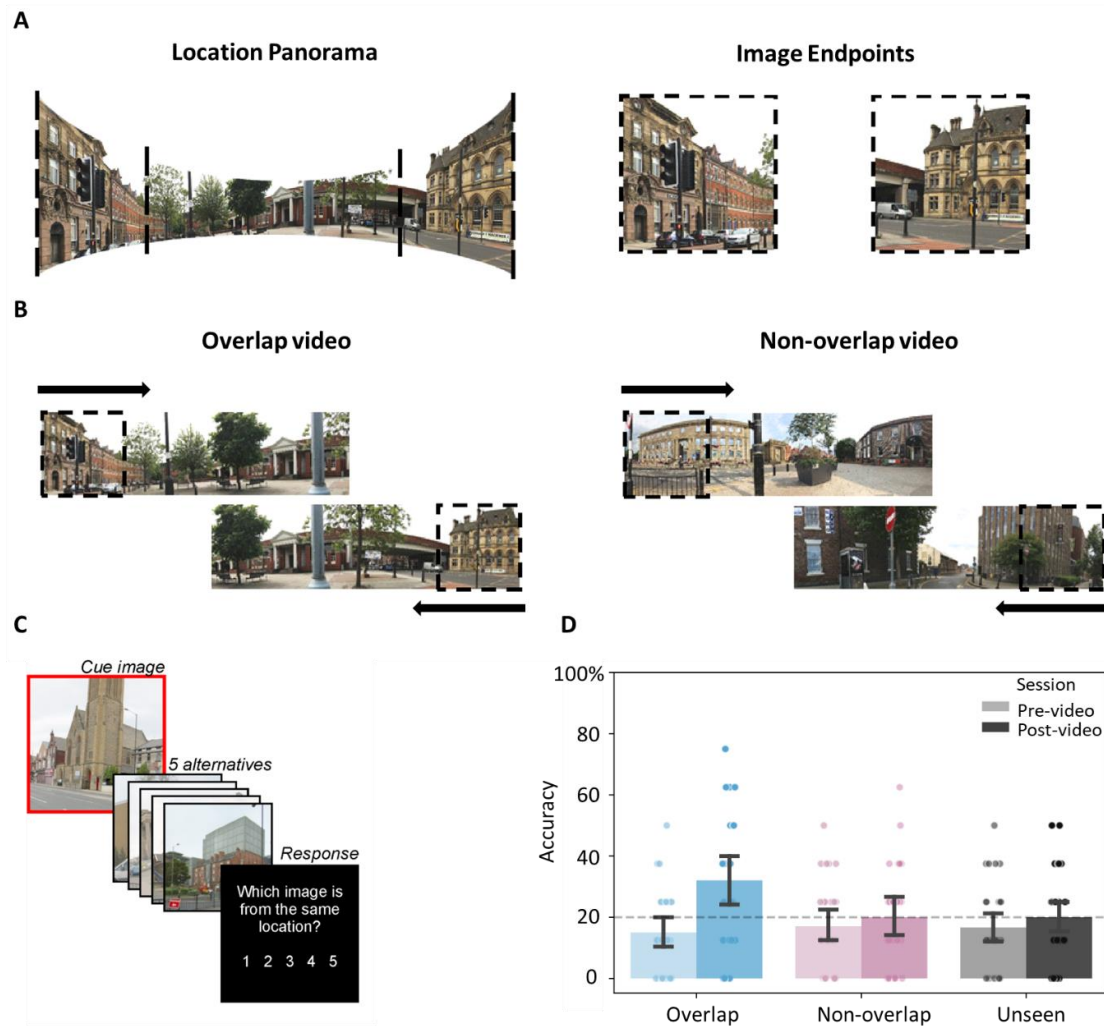 A
Location Panorama
Image Endpoints
B
Overlap video
Non-overlap video
C
Cue image
5 alternatives
Response
Which image is
from the same
location?
1 2 3 4 5
D
100%
80
60
40
20
0
Accuracy
Session
Pre-video
Post-video
Overlap
Non-overlap
Unseen